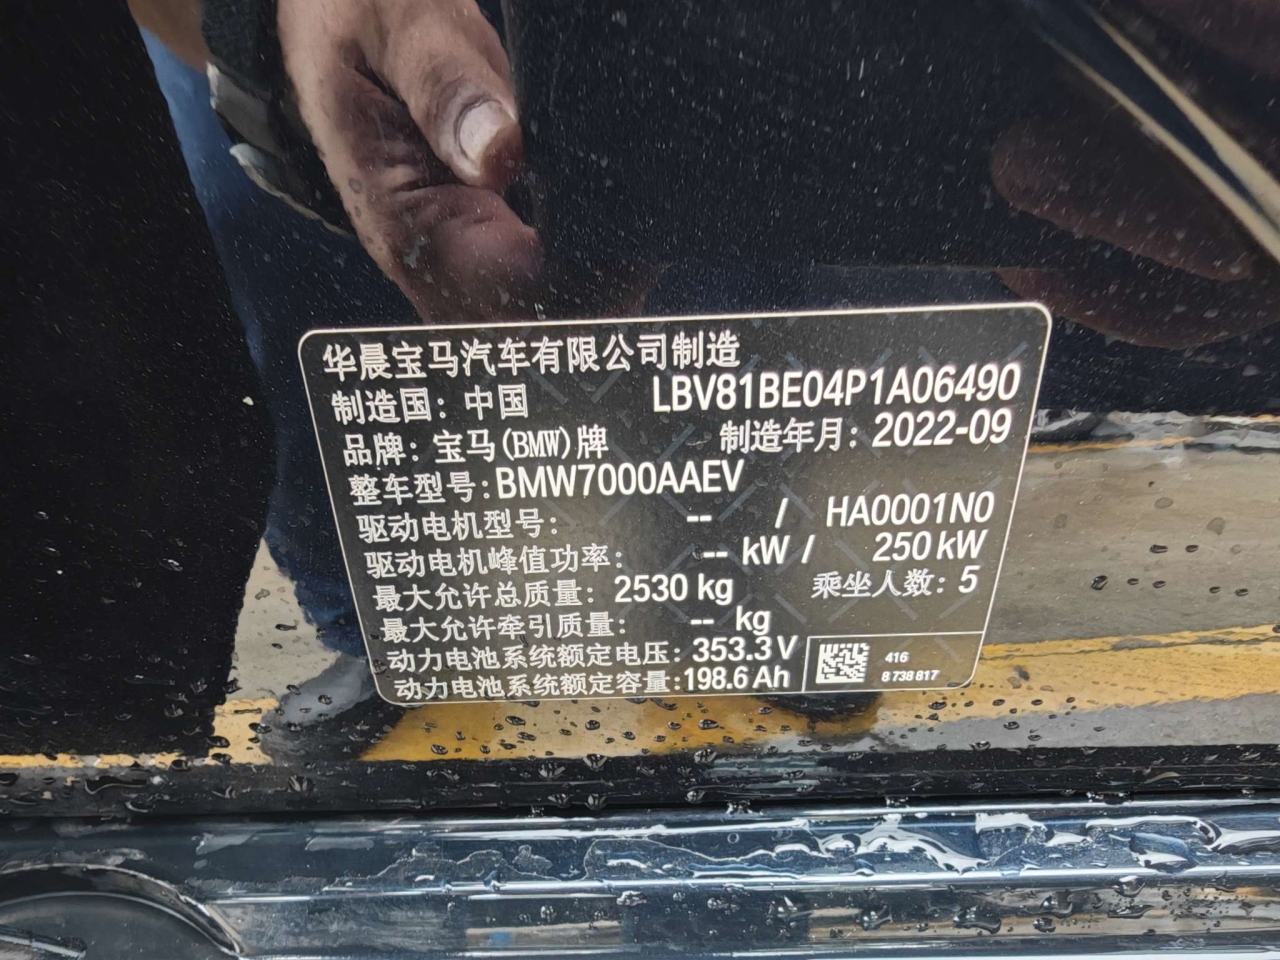 华晨宝马汽车有限公司制造
制造国：中国 LBV81BE04P1A06490
品牌：宝马(BMW)牌 制造年月：2022-09
整车型号：BMW7000AAEV
驱动电机型号： -- / HA0001N0
驱动电机峰值功率： -- kW / 250 kW
最大允许总质量：2530 kg 乘坐人数：5
最大允许牵引质量： -- kg
动力电池系统额定电压：353.3 V
动力电池系统额定容量：198.6 Ah
416
8 738 817